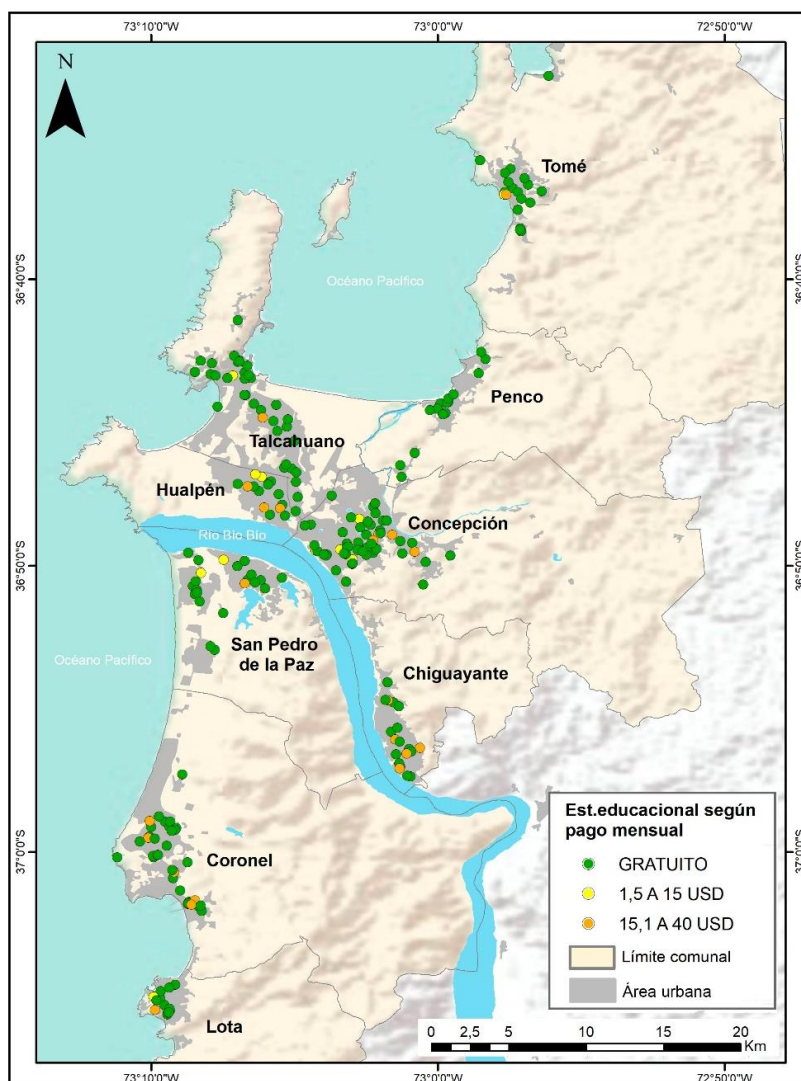 73°10'0"W
73°0'0"W
72°50'0"W
N
Tomé
36°40'0"S
36°40'0"S
Océano Pacífico
Penco
Talcahuano
Hualpén
Concepción
Río Bío Bío
36°50'0"S
36°50'0"S
San Pedro
de la Paz
Océano Pacífico
Chiguayante
Est.educacional según
pago mensual
GRATUITO
1,5 A 15 USD
15,1 A 40 USD
Límite comunal
Área urbana
37°0'0"S
37°0'0"S
Coronel
Lota
0 2,5 5 10 15 20
Km
73°10'0"W
73°0'0"W
72°50'0"W